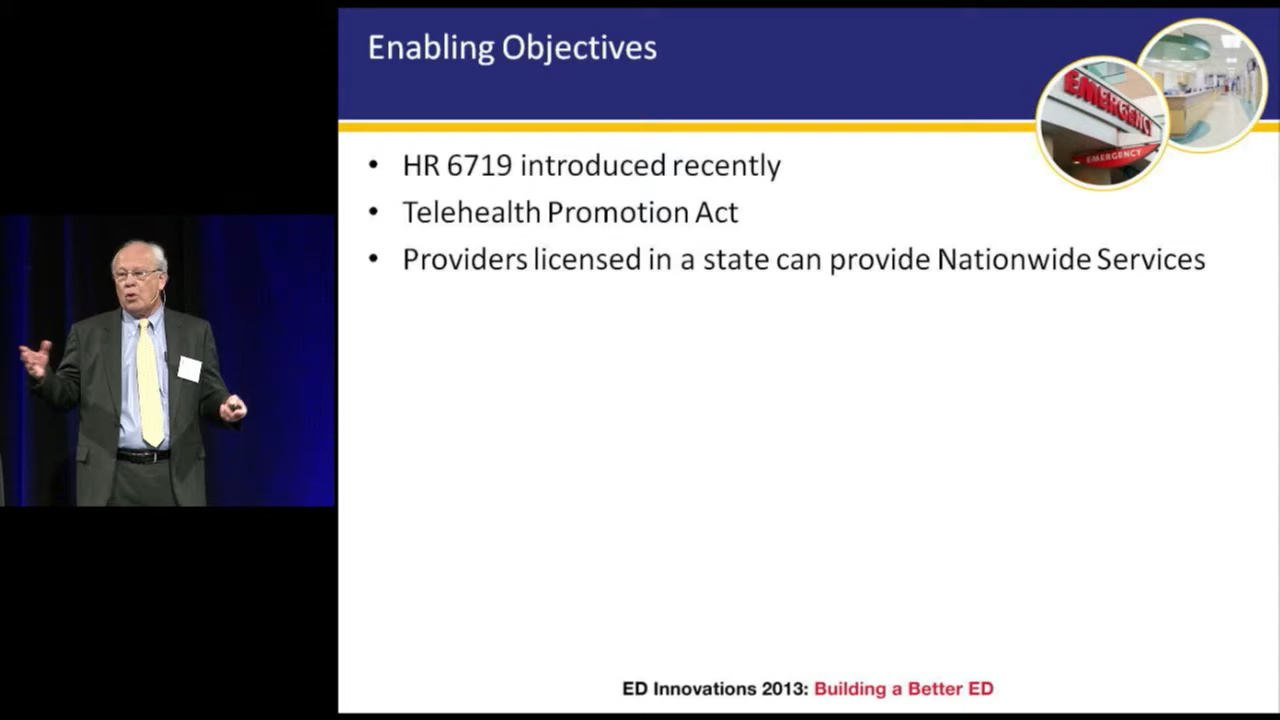 Enabling Objectives
EMERGENC
EMERGENCY
• HR 6719 introduced recently
• Telehealth Promotion Act
• Providers licensed in a state can provide Nationwide Services
ED Innovations 2013: Building a Better ED